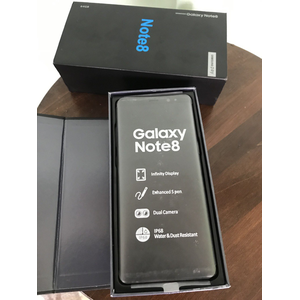 Note8
Galaxy Note8
Galaxy
Note8
Infinity Display
Enhanced S pen
Dual Camera
IP68
Water & Dust Resistant